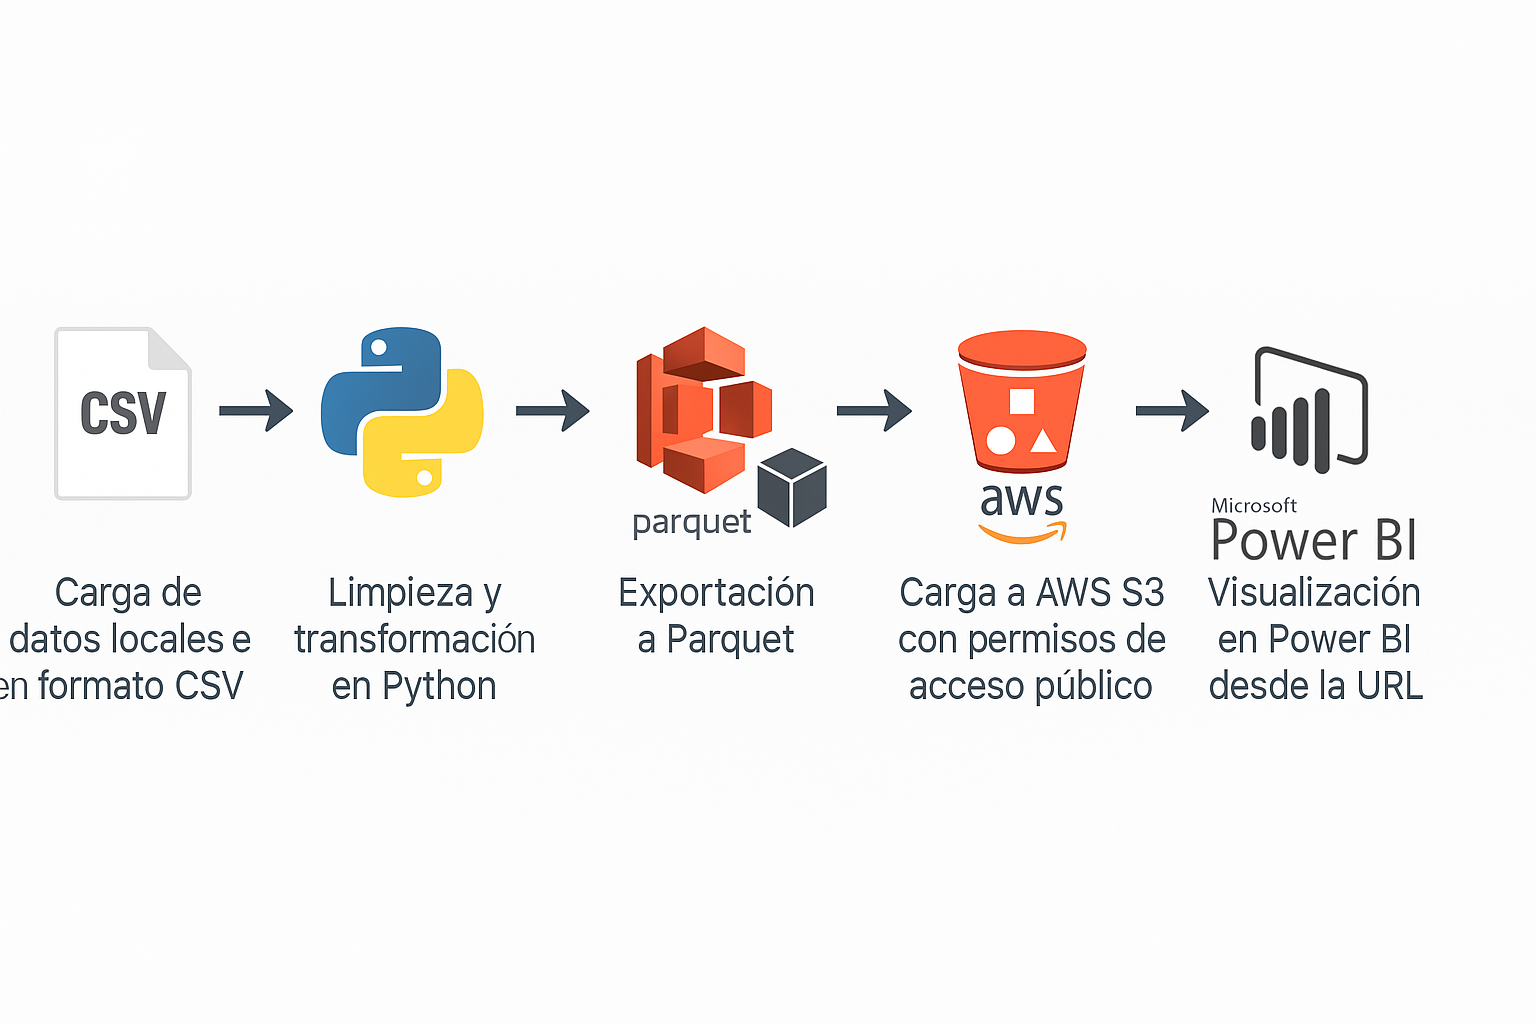 CSV
parquet
aws
Microsoft
Power BI
Carga de
datos locales e
en formato CSV
Limpieza y
transformación
en Python
Exportación
a Parquet
Carga a AWS S3
con permisos de
acceso público
Visualización
en Power BI
desde la URL